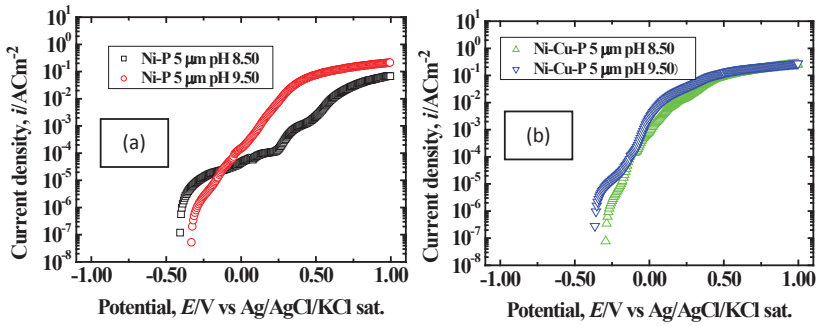 Current density, i/ACm⁻²
10¹
10⁰
10⁻¹
10⁻²
10⁻³
10⁻⁴
10⁻⁵
10⁻⁶
10⁻⁷
10⁻⁸
Ni-P 5 μm pH 8.50
Ni-P 5 μm pH 9.50
(a)
-1.00 -0.50 0.00 0.50 1.00
Potential, E/V vs Ag/AgCl/KCl sat.
Current density, i/ACm⁻²
10¹
10⁰
10⁻¹
10⁻²
10⁻³
10⁻⁴
10⁻⁵
10⁻⁶
10⁻⁷
10⁻⁸
Ni-Cu-P 5 μm pH 8.50
Ni-Cu-P 5 μm pH 9.50)
(b)
-1.00 -0.50 0.00 0.50 1.00
Potential, E/V vs Ag/AgCl/KCl sat.